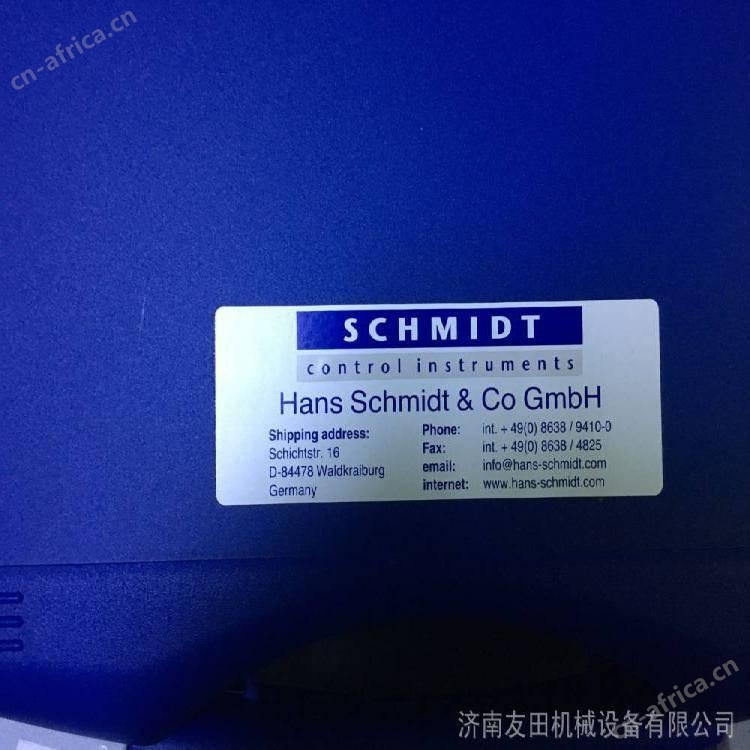 cn-africa.cn
SCHMIDT
control instruments
Hans Schmidt & Co GmbH
Shipping address:
Schichtstr. 16
D-84478 Waldkraiburg
Germany
Phone: int. + 49(0) 8638 / 9410-0
Fax: int. + 49(0) 8638 / 4825
email: info@hans-schmidt.com
internet: www.hans-schmidt.com
cn-africa.cn
济南友田机械设备有限公司